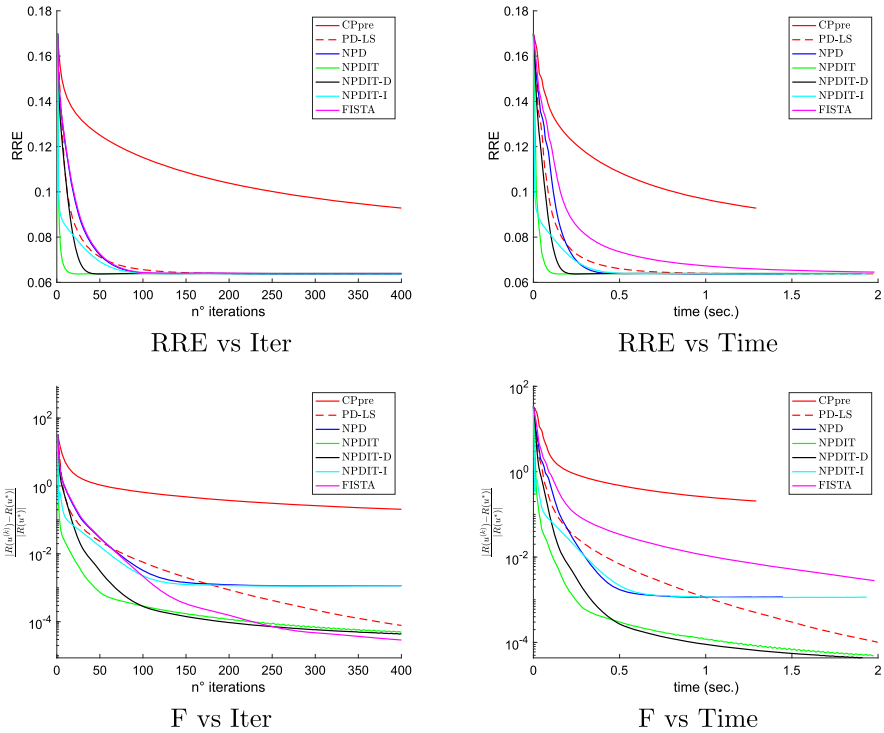 0.18
0.16
0.14
0.12
0.1
0.08
0.06
RRE
0 50 100 150 200 250 300 350 400
n° iterations
CPpre
PD-LS
NPD
NPDIT
NPDIT-D
NPDIT-I
FISTA
RRE vs Iter
0.18
0.16
0.14
0.12
0.1
0.08
0.06
RRE
0 0.5 1 1.5 2
time (sec.)
CPpre
PD-LS
NPD
NPDIT
NPDIT-D
NPDIT-I
FISTA
RRE vs Time
10^2
10^0
10^-2
10^-4
|R(u^(k))−R(u*)| / |R(u*)|
0 50 100 150 200 250 300 350 400
n° iterations
CPpre
PD-LS
NPD
NPDIT
NPDIT-D
NPDIT-I
FISTA
F vs Iter
10^2
10^0
10^-2
10^-4
|R(u^(k))−R(u*)| / |R(u*)|
0 0.5 1 1.5 2
time (sec.)
CPpre
PD-LS
NPD
NPDIT
NPDIT-D
NPDIT-I
FISTA
F vs Time